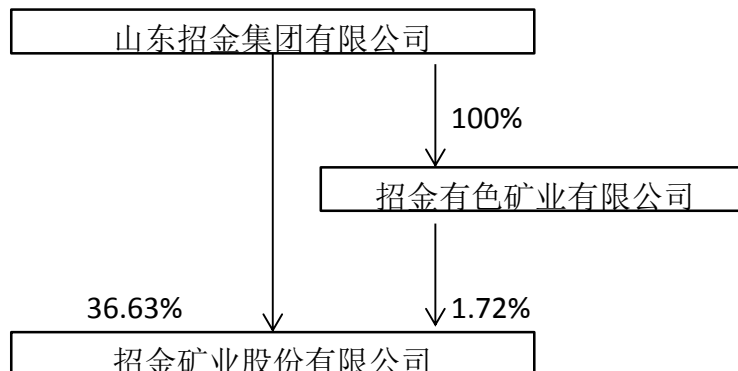 山东招金集团有限公司
100%
招金有色矿业有限公司
36.63%
1.72%
招金矿业股份有限公司